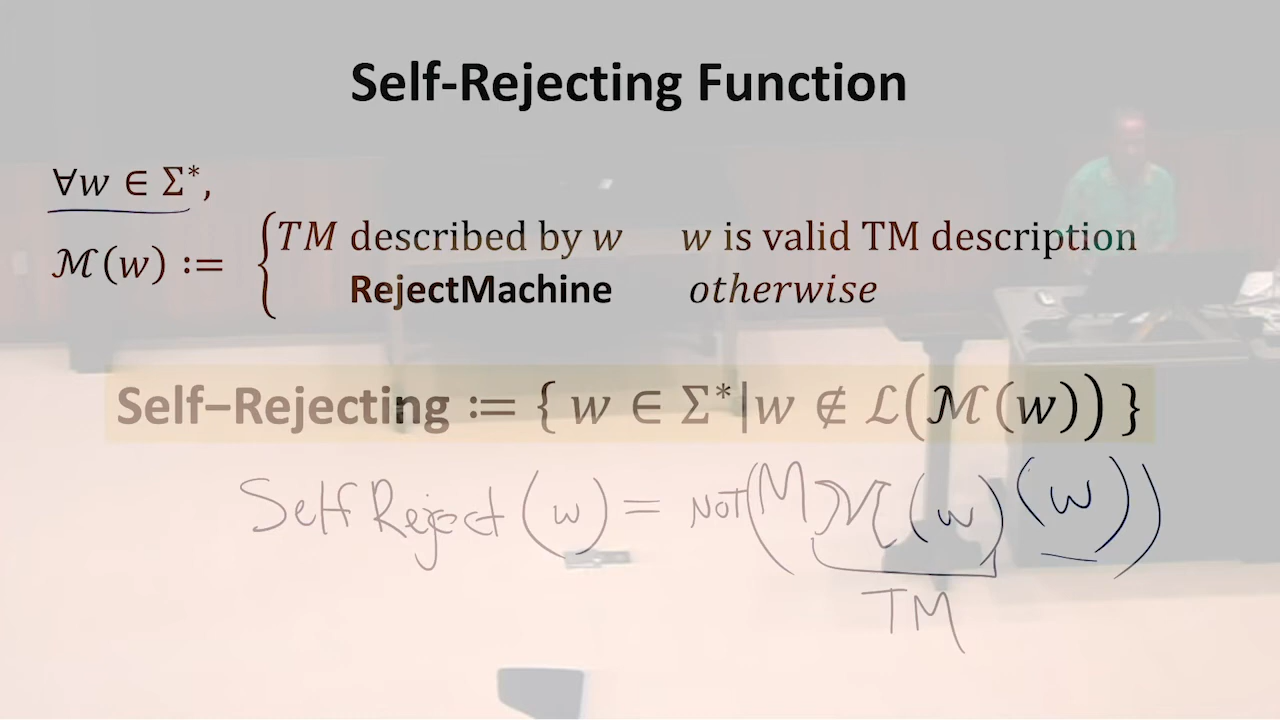 Self-Rejecting Function
∀w ∈ Σ*,
ℳ(w) := { TM described by w    w is valid TM description
RejectMachine    otherwise
Self−Rejecting := { w ∈ Σ*|w ∉ ℒ(ℳ(w)) }
SelfReject(w) = NOT(M ℳ(w)(w))
TM